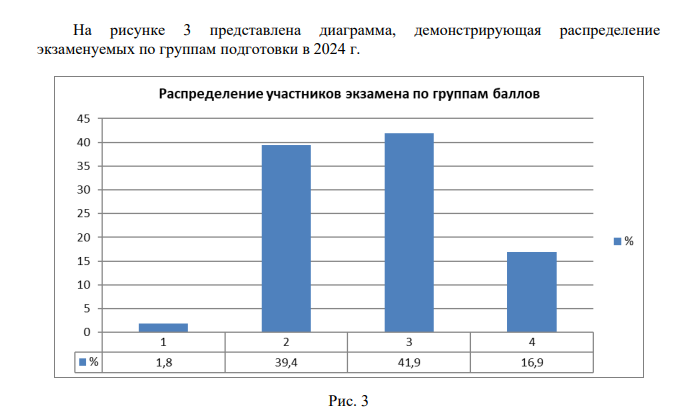 На рисунке 3 представлена диаграмма, демонстрирующая распределение
экзаменуемых по группам подготовки в 2024 г.
Распределение участников экзамена по группам баллов
45
40
35
30
25
20
15
10
5
0
%
1 2 3 4
% 1,8 39,4 41,9 16,9
Рис. 3